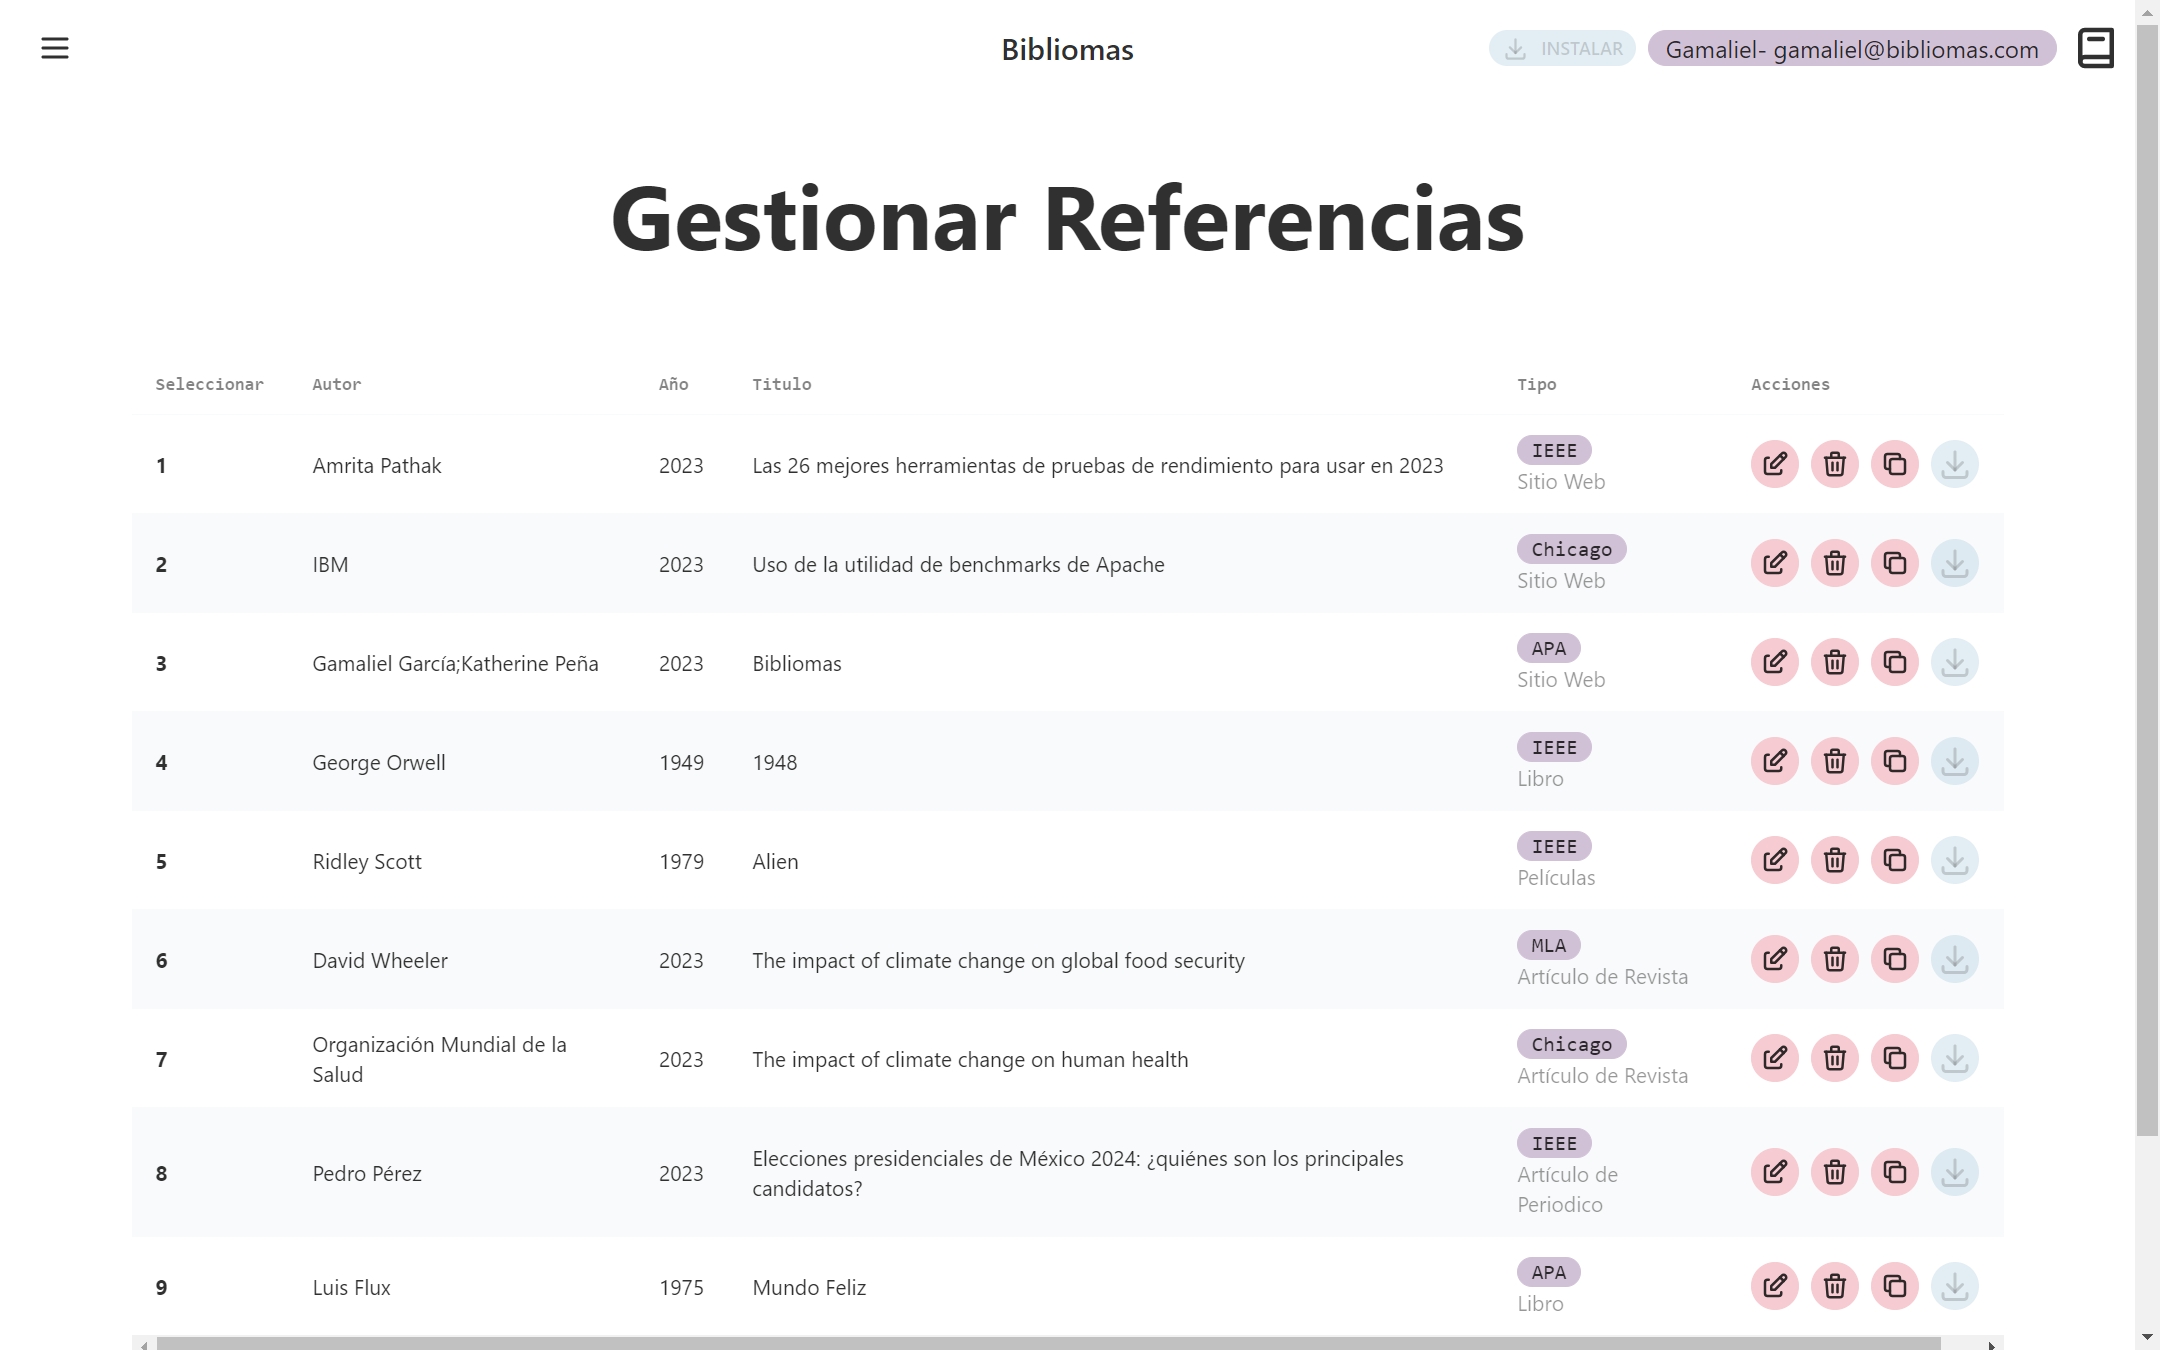 Bibliomas
INSTALAR
Gamaliel- gamaliel@bibliomas.com
Gestionar Referencias
Seleccionar Autor Año Titulo Tipo Acciones
1 Amrita Pathak 2023 Las 26 mejores herramientas de pruebas de rendimiento para usar en 2023 IEEE
Sitio Web
2 IBM 2023 Uso de la utilidad de benchmarks de Apache Chicago
Sitio Web
3 Gamaliel García;Katherine Peña 2023 Bibliomas APA
Sitio Web
4 George Orwell 1949 1948 IEEE
Libro
5 Ridley Scott 1979 Alien IEEE
Películas
6 David Wheeler 2023 The impact of climate change on global food security MLA
Artículo de Revista
7 Organización Mundial de la
Salud 2023 The impact of climate change on human health Chicago
Artículo de Revista
8 Pedro Pérez 2023 Elecciones presidenciales de México 2024: ¿quiénes son los principales
candidatos? IEEE
Artículo de
Periodico
9 Luis Flux 1975 Mundo Feliz APA
Libro